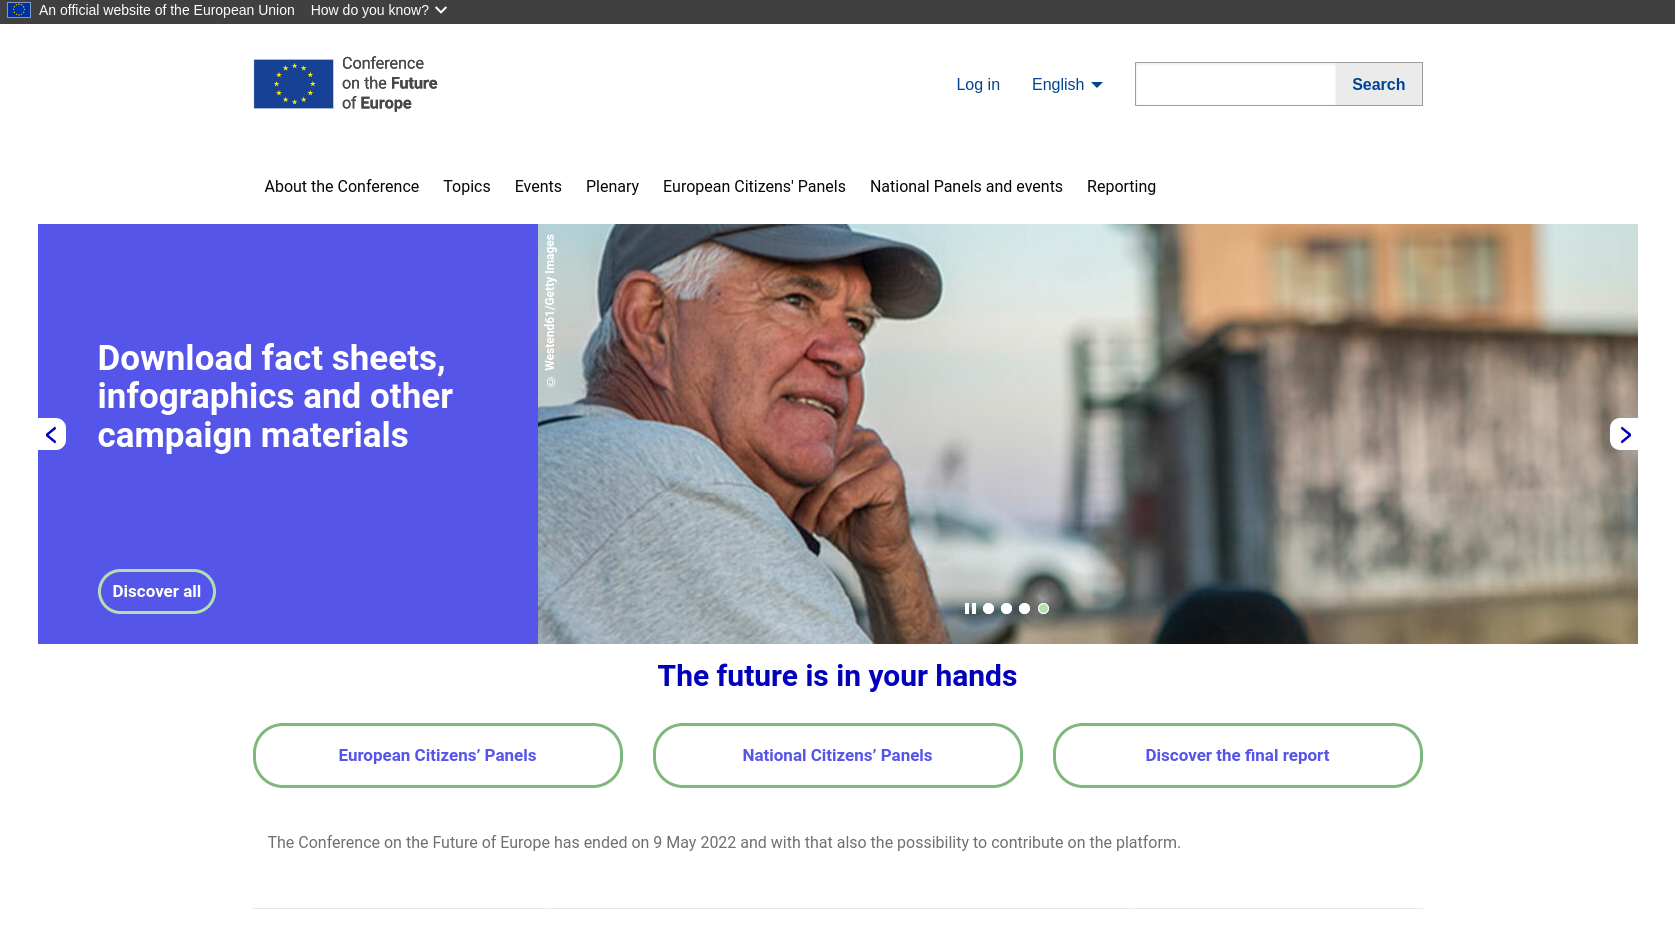 An official website of the European Union How do you know?
Conference
on the Future
of Europe
Log in English Search
About the Conference Topics Events Plenary European Citizens' Panels National Panels and events Reporting
© Westend61/Getty Images
Download fact sheets,
infographics and other
campaign materials
Discover all
The future is in your hands
European Citizens’ Panels National Citizens’ Panels Discover the final report
The Conference on the Future of Europe has ended on 9 May 2022 and with that also the possibility to contribute on the platform.